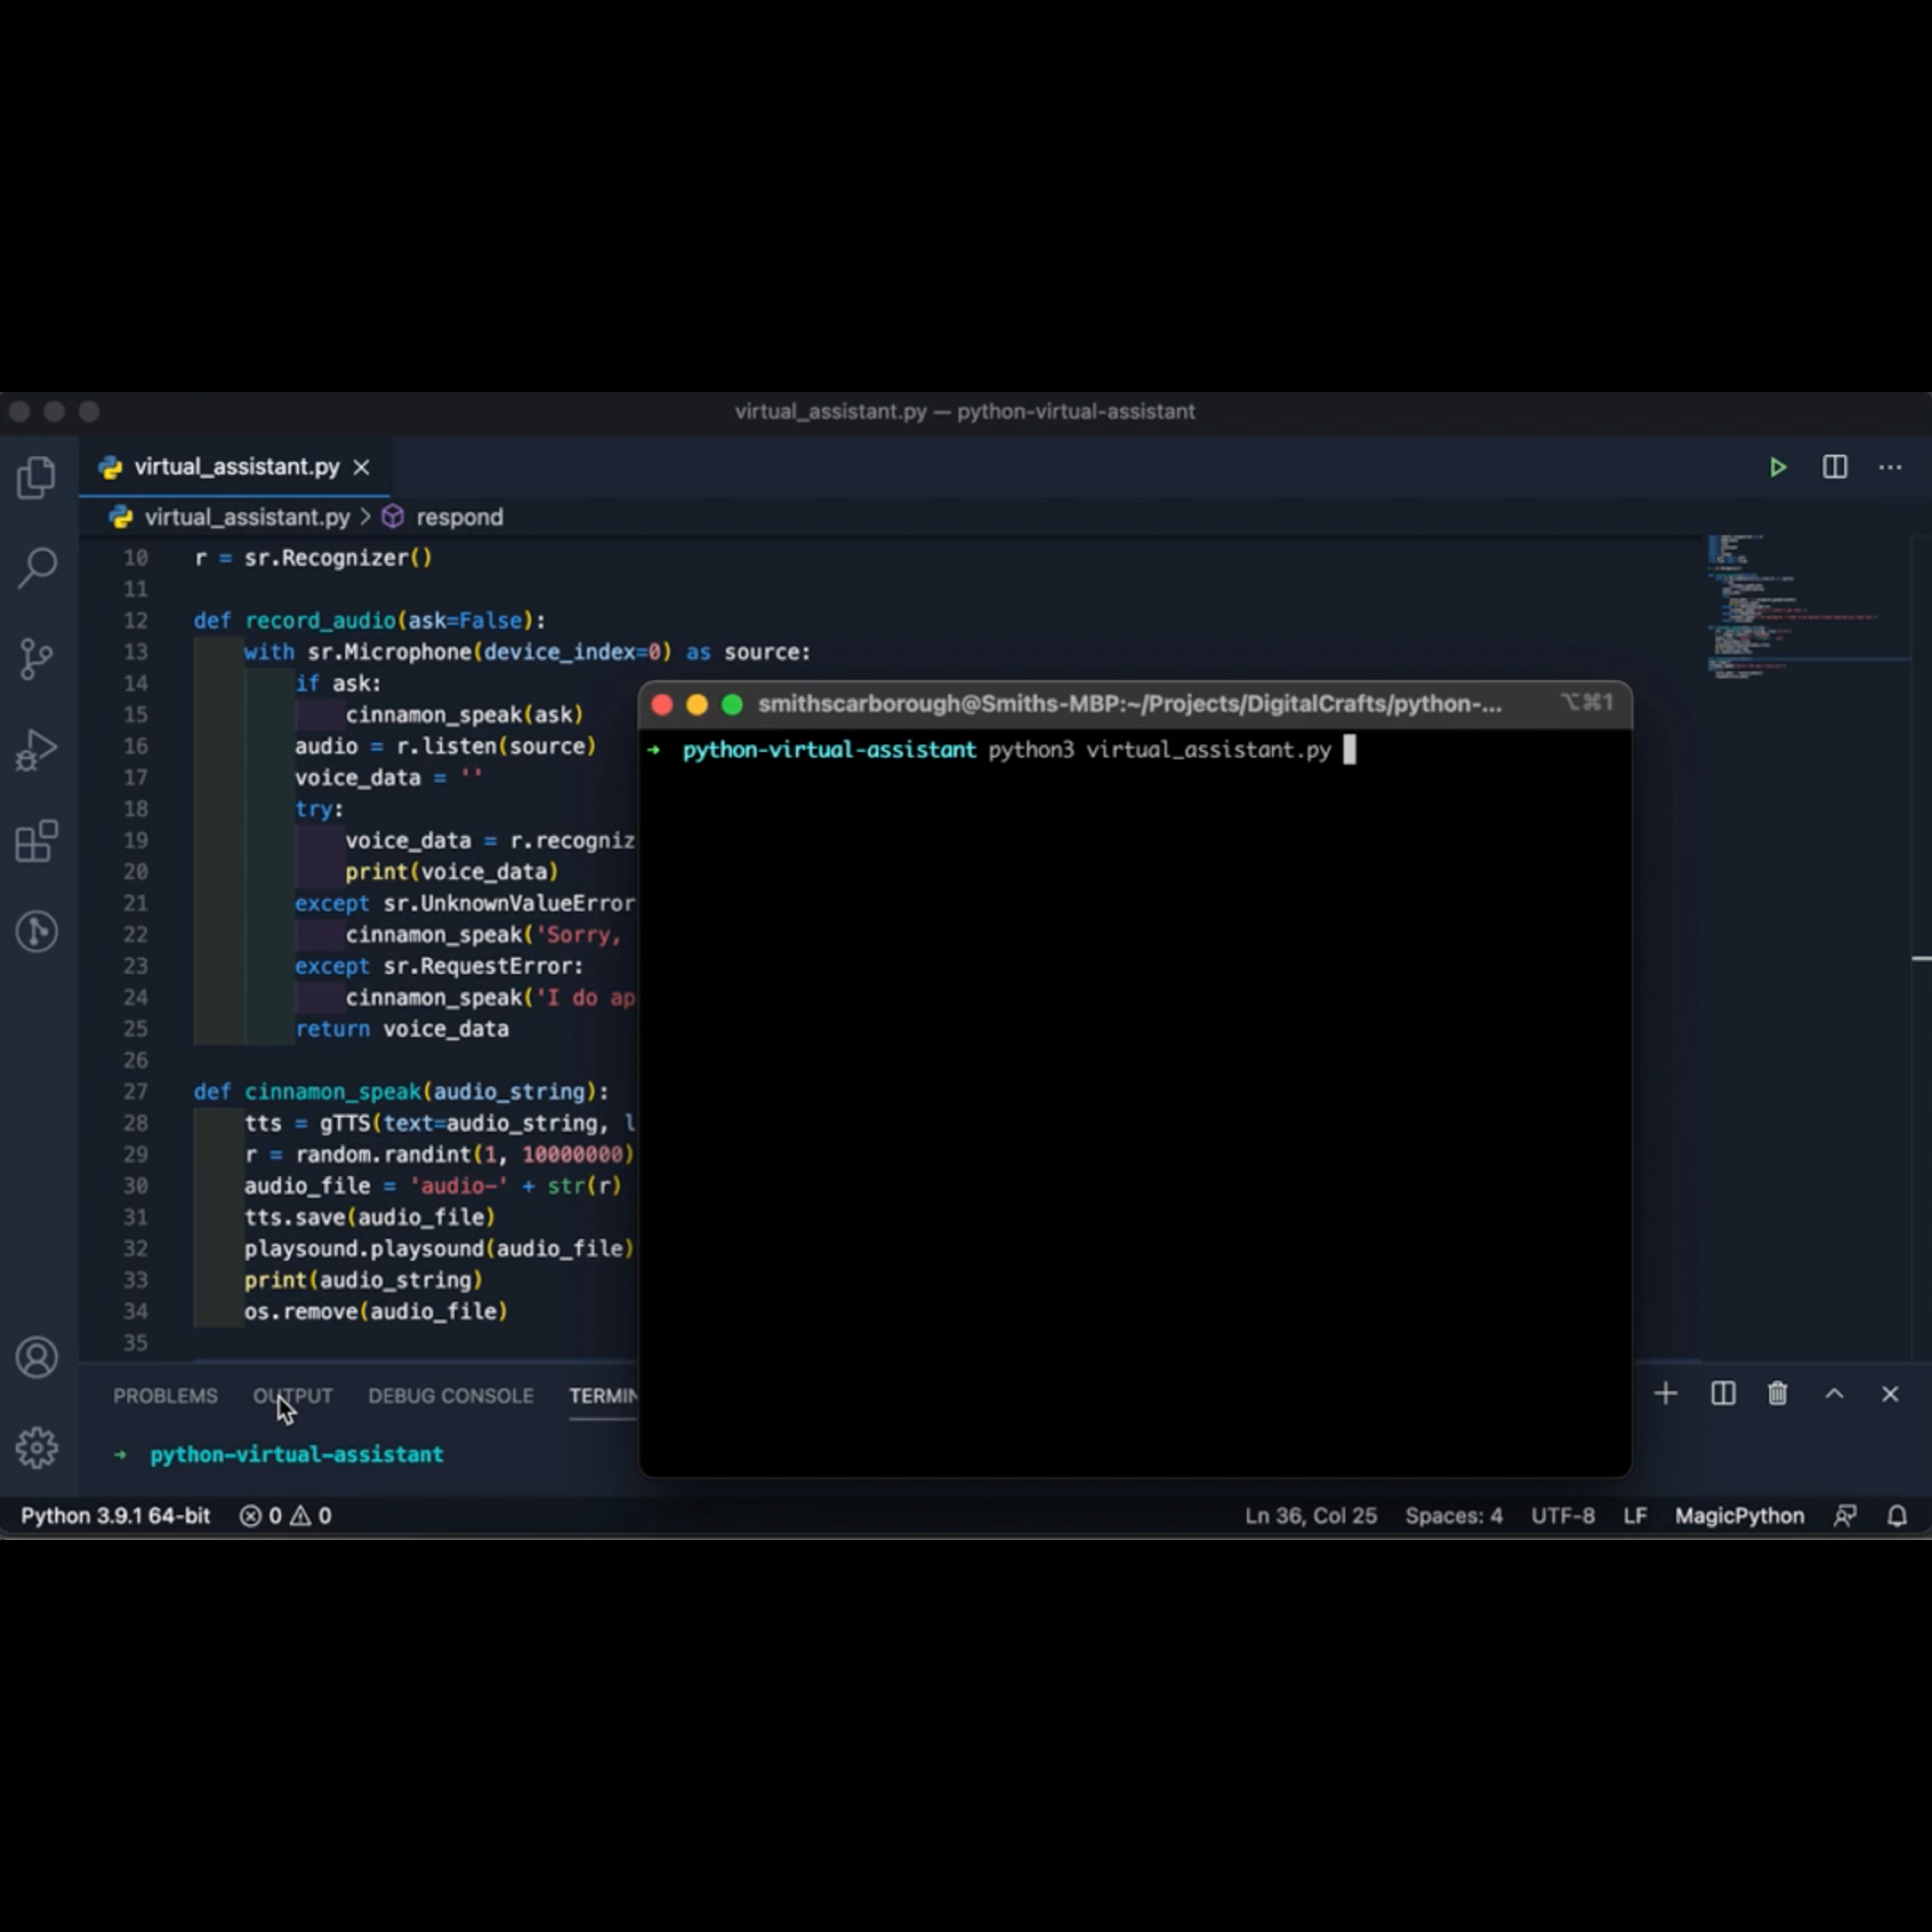 virtual_assistant.py — python-virtual-assistant
virtual_assistant.py
virtual_assistant.py > respond
10 r = sr.Recognizer()
11
12 def record_audio(ask=False):
13 with sr.Microphone(device_index=0) as source:
14 if ask:
15 cinnamon_speak(ask)
16 audio = r.listen(source)
17 voice_data = ''
18 try:
19 voice_data = r.recogniz
20 print(voice_data)
21 except sr.UnknownValueError
22 cinnamon_speak('Sorry,
23 except sr.RequestError:
24 cinnamon_speak('I do ap
25 return voice_data
26
27 def cinnamon_speak(audio_string):
28 tts = gTTS(text=audio_string, l
29 r = random.randint(1, 10000000)
30 audio_file = 'audio-' + str(r)
31 tts.save(audio_file)
32 playsound.playsound(audio_file)
33 print(audio_string)
34 os.remove(audio_file)
35
smithscarborough@Smiths-MBP:~/Projects/DigitalCrafts/python-... ⌥⌘1
→ python-virtual-assistant python3 virtual_assistant.py
PROBLEMS OUTPUT DEBUG CONSOLE TERMIN
→ python-virtual-assistant
Python 3.9.1 64-bit 0 0 Ln 36, Col 25 Spaces: 4 UTF-8 LF MagicPython